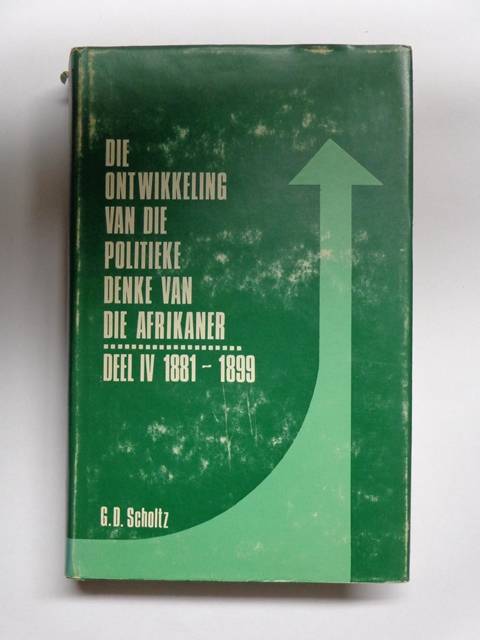 DIE
ONTWIKKELING
VAN DIE
POLITIEKE
DENKE VAN
DIE AFRIKANER
DEEL IV 1881 - 1899
G.D. Scholtz